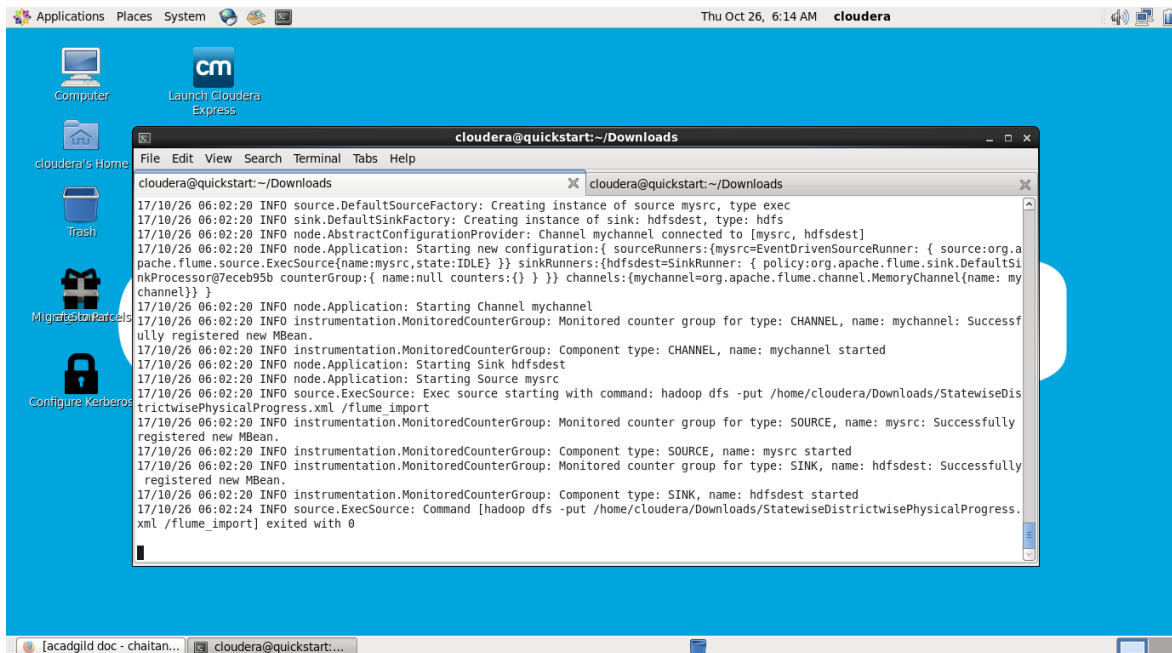 Applications Places System Thu Oct 26, 6:14 AM cloudera
Computer
cm
Launch Cloudera
Express
cloudera's Home
Trash
Configure Kerberos
cloudera@quickstart:~/Downloads
File Edit View Search Terminal Tabs Help
cloudera@quickstart:~/Downloads cloudera@quickstart:~/Downloads
17/10/26 06:02:20 INFO source.DefaultSourceFactory: Creating instance of source mysrc, type exec
17/10/26 06:02:20 INFO sink.DefaultSinkFactory: Creating instance of sink: hdfsdest, type: hdfs
17/10/26 06:02:20 INFO node.AbstractConfigurationProvider: Channel mychannel connected to [mysrc, hdfsdest]
17/10/26 06:02:20 INFO node.Application: Starting new configuration:{ sourceRunners:{mysrc=EventDrivenSourceRunner: { source:org.a
pache.flume.source.ExecSource{name:mysrc,state:IDLE} }} sinkRunners:{hdfsdest=SinkRunner: { policy:org.apache.flume.sink.DefaultSi
nkProcessor@7eceb95b counterGroup:{ name:null counters:{} } }} channels:{mychannel=org.apache.flume.channel.MemoryChannel{name: my
channel}} }
17/10/26 06:02:20 INFO node.Application: Starting Channel mychannel
17/10/26 06:02:20 INFO instrumentation.MonitoredCounterGroup: Monitored counter group for type: CHANNEL, name: mychannel: Successf
ully registered new MBean.
17/10/26 06:02:20 INFO instrumentation.MonitoredCounterGroup: Component type: CHANNEL, name: mychannel started
17/10/26 06:02:20 INFO node.Application: Starting Sink hdfsdest
17/10/26 06:02:20 INFO node.Application: Starting Source mysrc
17/10/26 06:02:20 INFO source.ExecSource: Exec source starting with command: hadoop dfs -put /home/cloudera/Downloads/StatewiseDis
trictwisePhysicalProgress.xml /flume_import
17/10/26 06:02:20 INFO instrumentation.MonitoredCounterGroup: Monitored counter group for type: SOURCE, name: mysrc: Successfully
registered new MBean.
17/10/26 06:02:20 INFO instrumentation.MonitoredCounterGroup: Component type: SOURCE, name: mysrc started
17/10/26 06:02:20 INFO instrumentation.MonitoredCounterGroup: Monitored counter group for type: SINK, name: hdfsdest: Successfully
registered new MBean.
17/10/26 06:02:20 INFO instrumentation.MonitoredCounterGroup: Component type: SINK, name: hdfsdest started
17/10/26 06:02:24 INFO source.ExecSource: Command [hadoop dfs -put /home/cloudera/Downloads/StatewiseDistrictwisePhysicalProgress.
xml /flume_import] exited with 0
[acadgild doc - chaitan... cloudera@quickstart:...